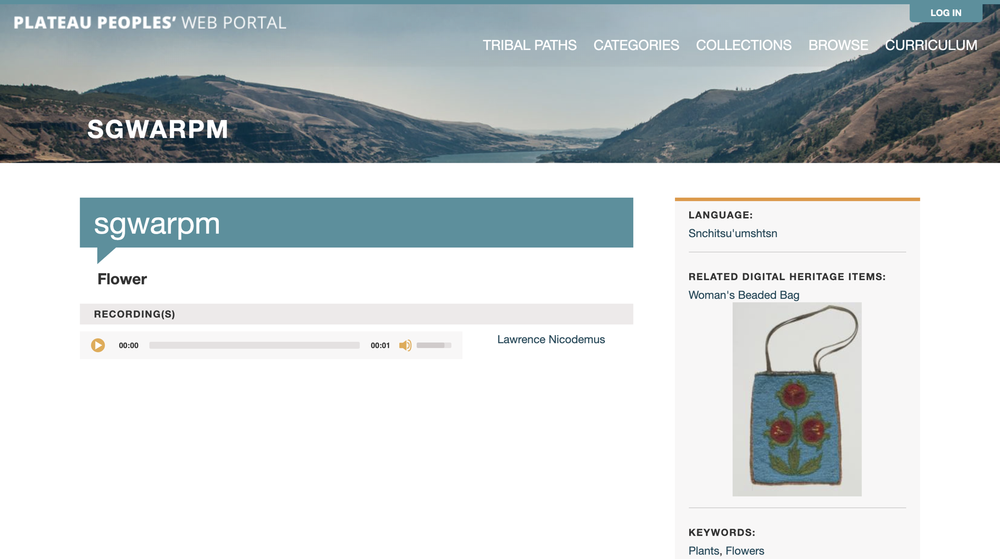 PLATEAU PEOPLES’ WEB PORTAL
LOG IN
TRIBAL PATHS CATEGORIES COLLECTIONS BROWSE CURRICULUM
SGWARPM
sgwarpm
Flower
RECORDING(S)
00:00 00:01
Lawrence Nicodemus
LANGUAGE:
Snchitsu'umshtsn
RELATED DIGITAL HERITAGE ITEMS:
Woman's Beaded Bag
KEYWORDS:
Plants, Flowers